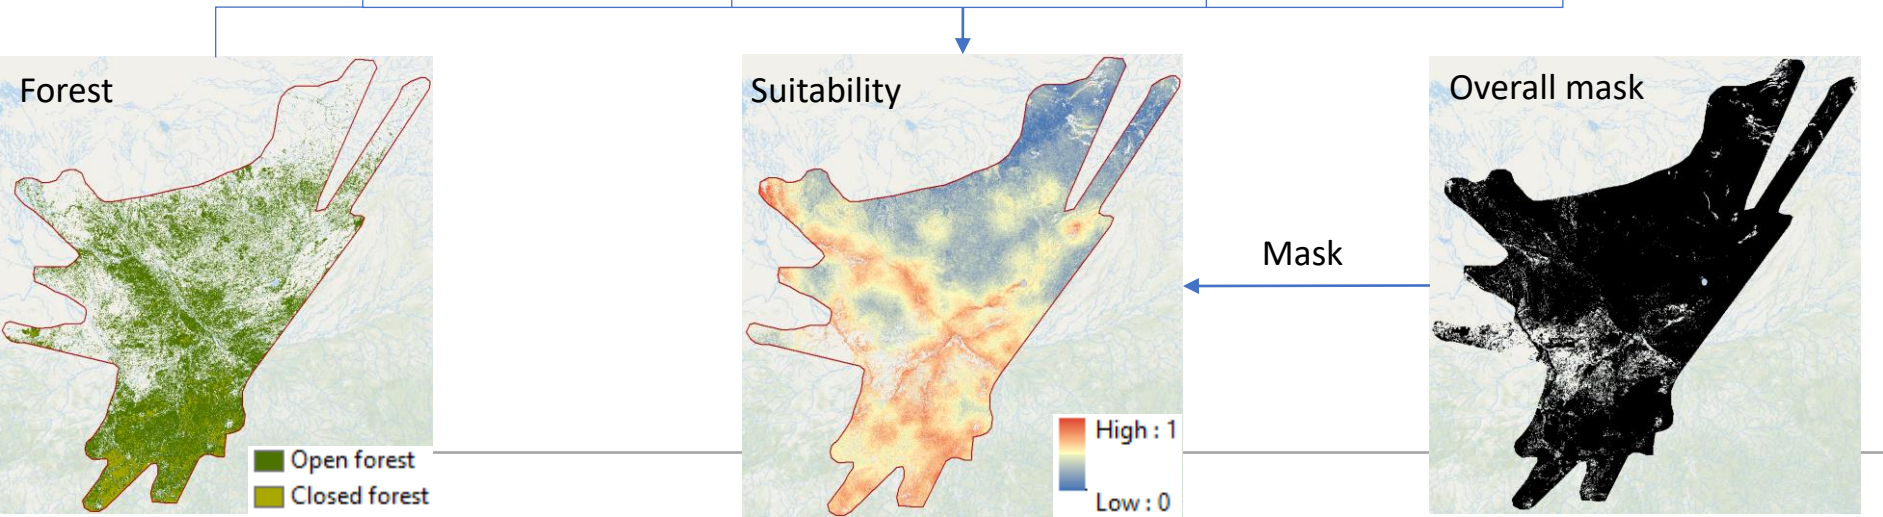 Forest
Suitability
Overall mask
Mask
High : 1
Low : 0
Open forest
Closed forest